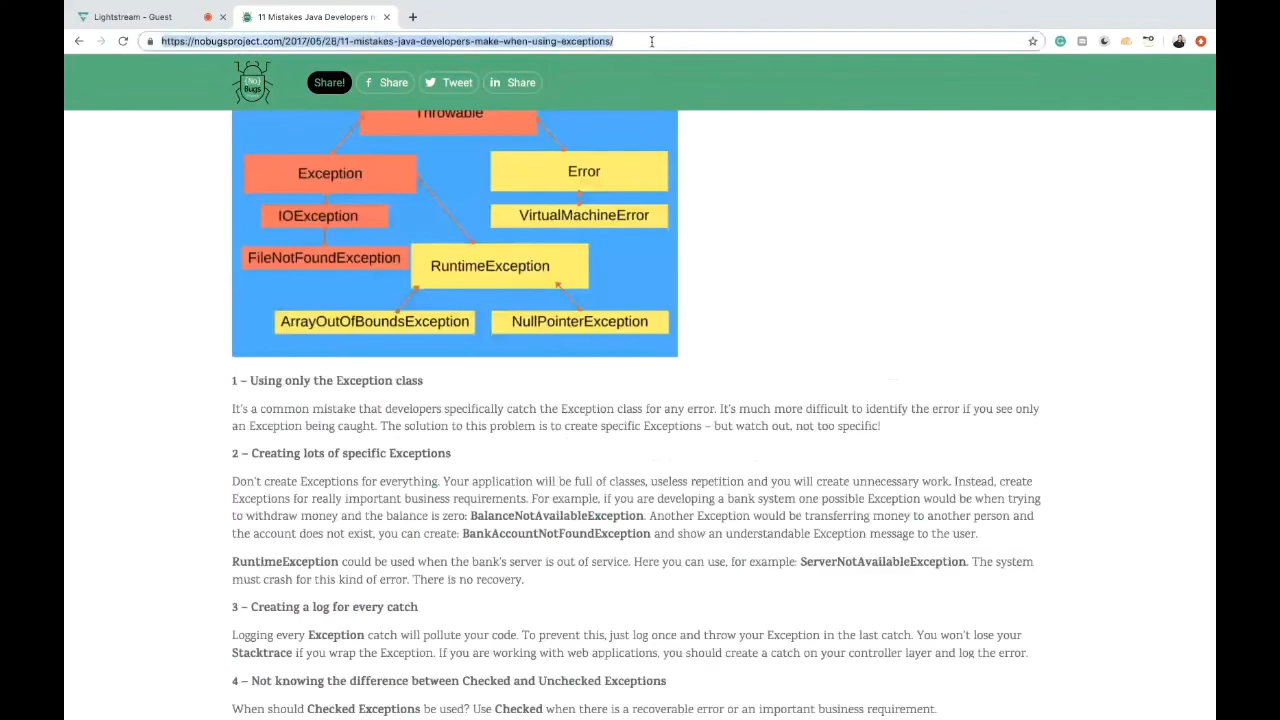 Lightstream - Guest
11 Mistakes Java Developers n
https://nobugsproject.com/2017/05/28/11-mistakes-java-developers-make-when-using-exceptions/
{No}
Bugs
Share!
Share
Tweet
Share
Throwable
Exception
Error
IOException
VirtualMachineError
FileNotFoundException
RuntimeException
ArrayOutOfBoundsException
NullPointerException
1 – Using only the Exception class
It's a common mistake that developers specifically catch the Exception class for any error. It's much more difficult to identify the error if you see only
an Exception being caught. The solution to this problem is to create specific Exceptions – but watch out, not too specific!
2 – Creating lots of specific Exceptions
Don't create Exceptions for everything. Your application will be full of classes, useless repetition and you will create unnecessary work. Instead, create
Exceptions for really important business requirements. For example, if you are developing a bank system one possible Exception would be when trying
to withdraw money and the balance is zero: BalanceNotAvailableException. Another Exception would be transferring money to another person and
the account does not exist, you can create: BankAccountNotFoundException and show an understandable Exception message to the user.
RuntimeException could be used when the bank's server is out of service. Here you can use, for example: ServerNotAvailableException. The system
must crash for this kind of error. There is no recovery.
3 – Creating a log for every catch
Logging every Exception catch will pollute your code. To prevent this, just log once and throw your Exception in the last catch. You won't lose your
Stacktrace if you wrap the Exception. If you are working with web applications, you should create a catch on your controller layer and log the error.
4 – Not knowing the difference between Checked and Unchecked Exceptions
When should Checked Exceptions be used? Use Checked when there is a recoverable error or an important business requirement.